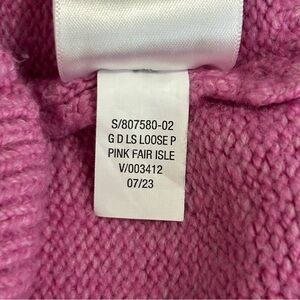 S/807580-02
G D LS LOOSE P
PINK FAIR ISLE
V/003412
07/23